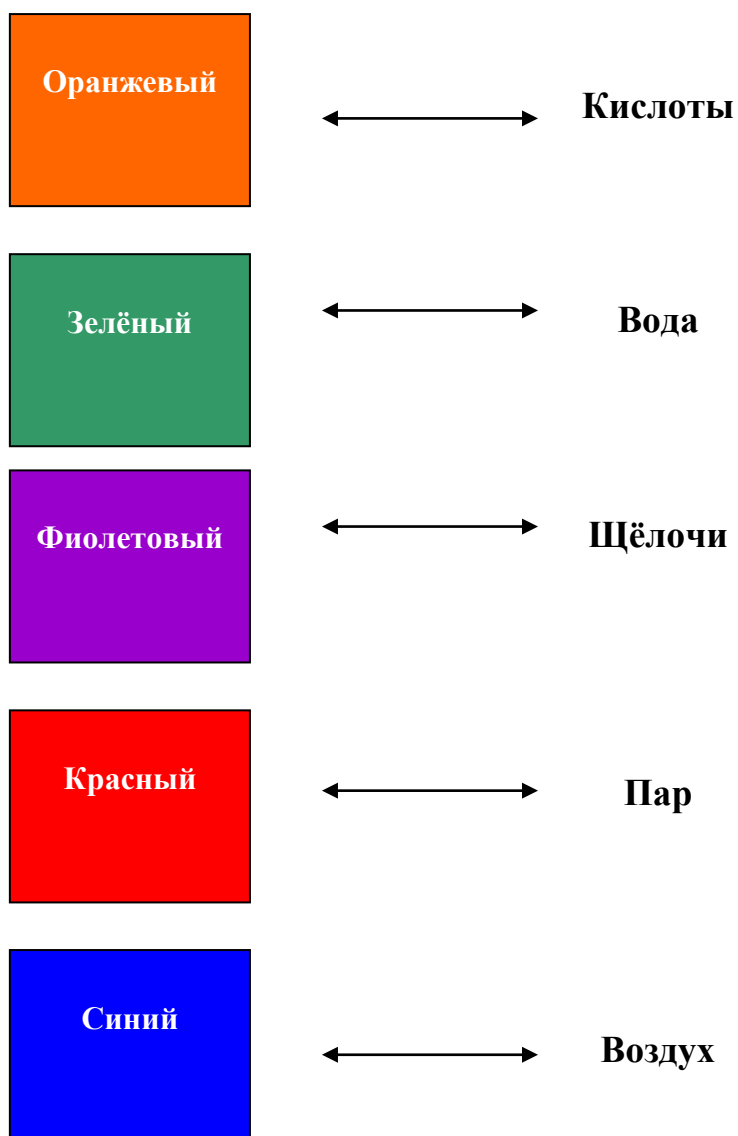 Оранжевый
Кислоты
Зелёный
Вода
Фиолетовый
Щёлочи
Красный
Пар
Синий
Воздух